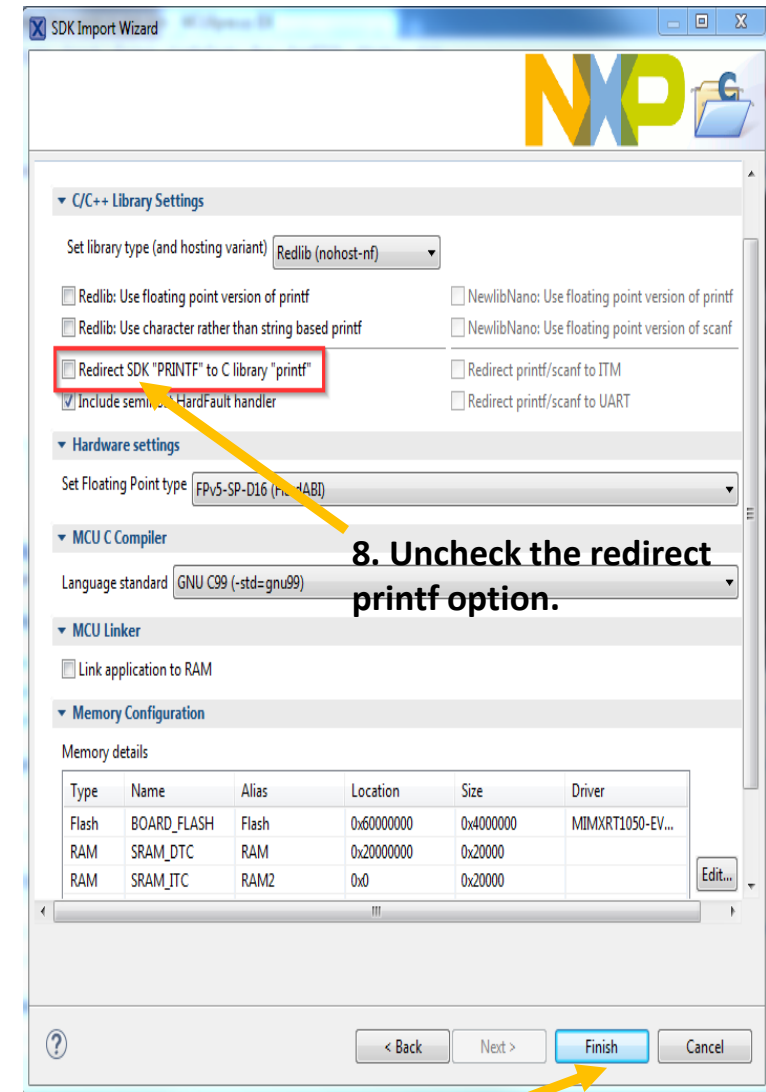 SDK Import Wizard
NXP
C/C++ Library Settings
Set library type (and hosting variant) Redlib (nohost-nf)
Redlib: Use floating point version of printf NewlibNano: Use floating point version of printf
Redlib: Use character rather than string based printf NewlibNano: Use floating point version of scanf
Redirect SDK "PRINTF" to C library "printf" Redirect printf/scanf to ITM
Include HardFault handler Redirect printf/scanf to UART
Hardware settings
Set Floating Point type FPv5-SP-D16 (HardABI)
MCU C Compiler
8. Uncheck the redirect
Language standard GNU C99 (-std=gnu99)
printf option.
MCU Linker
Link application to RAM
Memory Configuration
Memory details
Type Name Alias Location Size Driver
Flash BOARD_FLASH Flash 0x60000000 0x4000000 MIMXRT1050-EV...
RAM SRAM_DTC RAM 0x20000000 0x20000
RAM SRAM_ITC RAM2 0x0 0x20000
Edit...
< Back Next > Finish Cancel